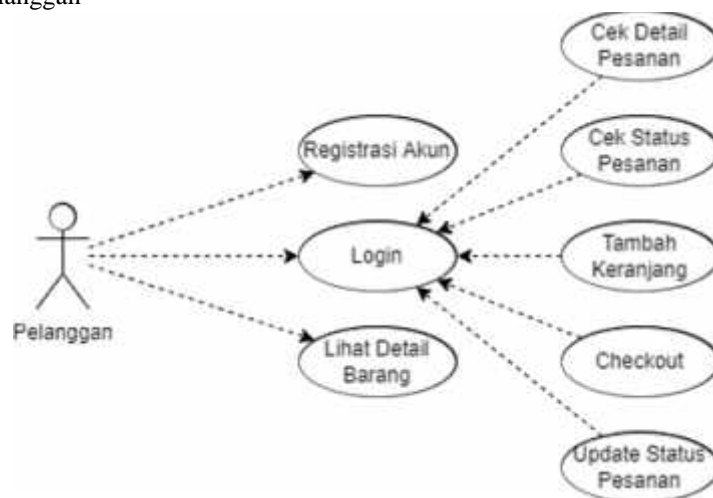 Cek Detail
Pesanan
Registrasi Akun
Cek Status
Pesanan
Login
Tambah
Keranjang
Pelanggan
Lihat Detail
Barang
Checkout
Update Status
Pesanan